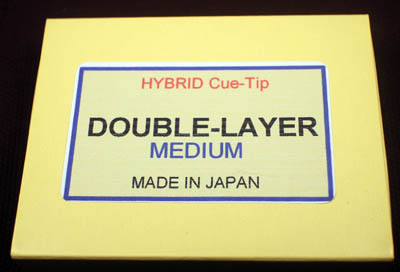 HYBRID Cue-Tip
DOUBLE-LAYER
MEDIUM
MADE IN JAPAN